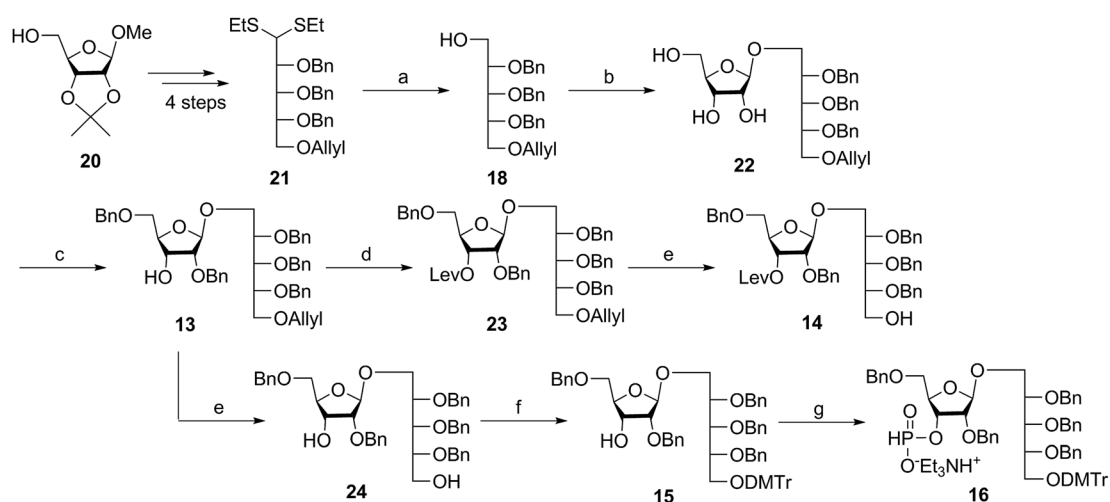 EtS SEt
HO O OMe
OBn
OBn
OBn
OAllyl
O O
4 steps
20
21
a
HO
OBn
OBn
OBn
OAllyl
18
b
HO O O
OBn
OBn
OBn
OAllyl
HO OH
22
c
BnO O O
OBn
OBn
OBn
OAllyl
HO OBn
13
d
BnO O O
OBn
OBn
OBn
OAllyl
Lev O OBn
23
e
BnO O O
OBn
OBn
OBn
OH
Lev O OBn
14
e
BnO O O
OBn
OBn
OBn
OH
HO OBn
24
f
BnO O O
OBn
OBn
OBn
ODMTr
HO OBn
15
g
BnO O O
OBn
OBn
OBn
ODMTr
O
HP O OBn
O⁻Et₃NH⁺
16